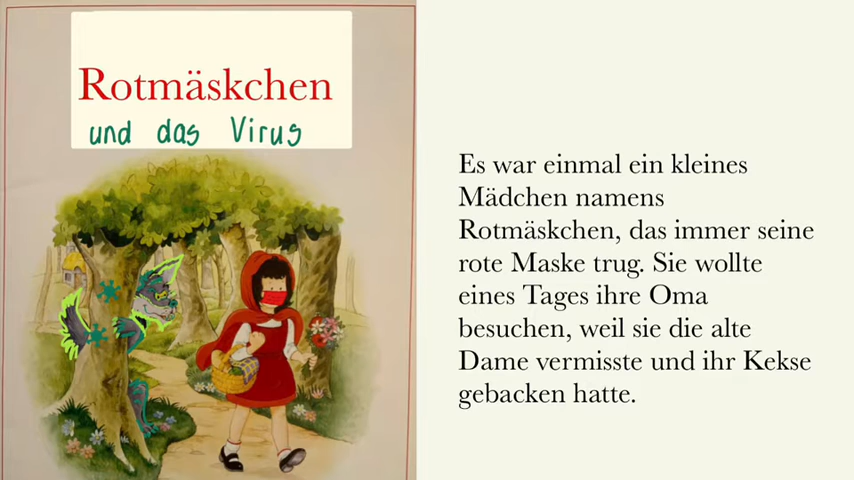 Rotmäskchen
und das Virus
Es war einmal ein kleines
Mädchen namens
Rotmäskchen, das immer seine
rote Maske trug. Sie wollte
eines Tages ihre Oma
besuchen, weil sie die alte
Dame vermisste und ihr Kekse
gebacken hatte.